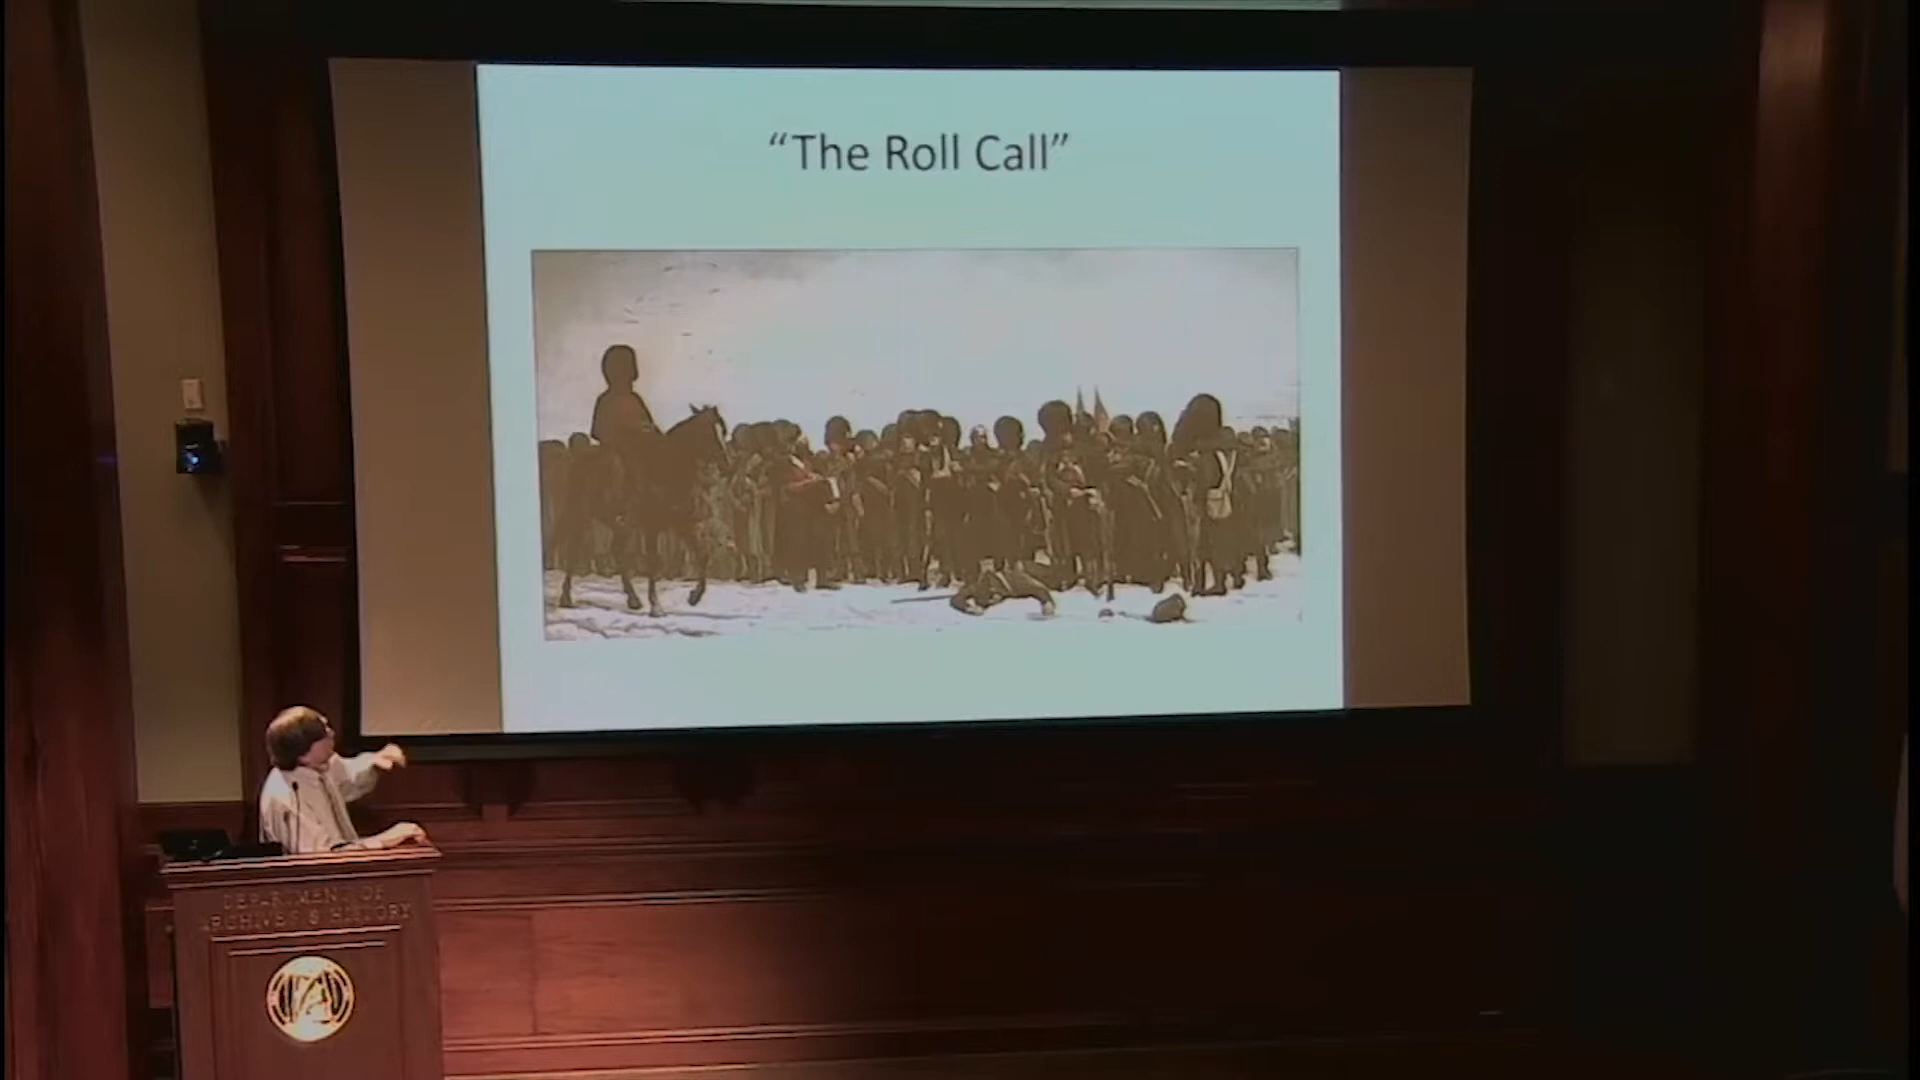 “The Roll Call”
DEPARTMENT OF
ARCHIVES & HISTORY